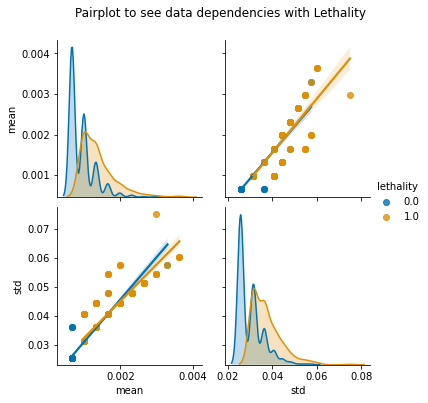 Pairplot to see data dependencies with Lethality
0.004
0.003
0.002
0.001
mean
lethality
0.0
1.0
0.07
0.06
0.05
0.04
0.03
std
0.002 0.004
mean
0.02 0.04 0.06 0.08
std